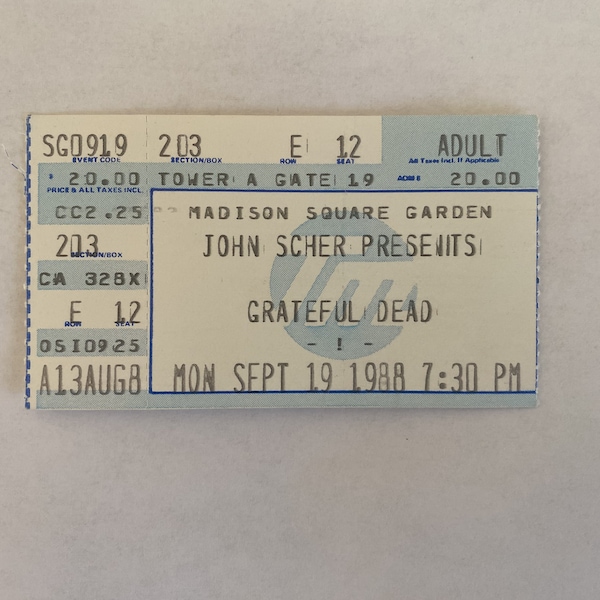 SG0919 203 E 12 ADULT
EVENT CODE SECTION/BOX ROW SEAT All Taxes Incl. If Applicable
$ 20.00 TOWER A GATE 19 ADM$ 20.00
PRICE & ALL TAXES INCL.
CC2.25 MADISON SQUARE GARDEN
203 JOHN SCHER PRESENTS
SECTION/BOX
CA 328X
E 12 GRATEFUL DEAD
ROW SEAT
05I0925 - ! -
A13AUG8 MON SEPT 19 1988 7:30 PM